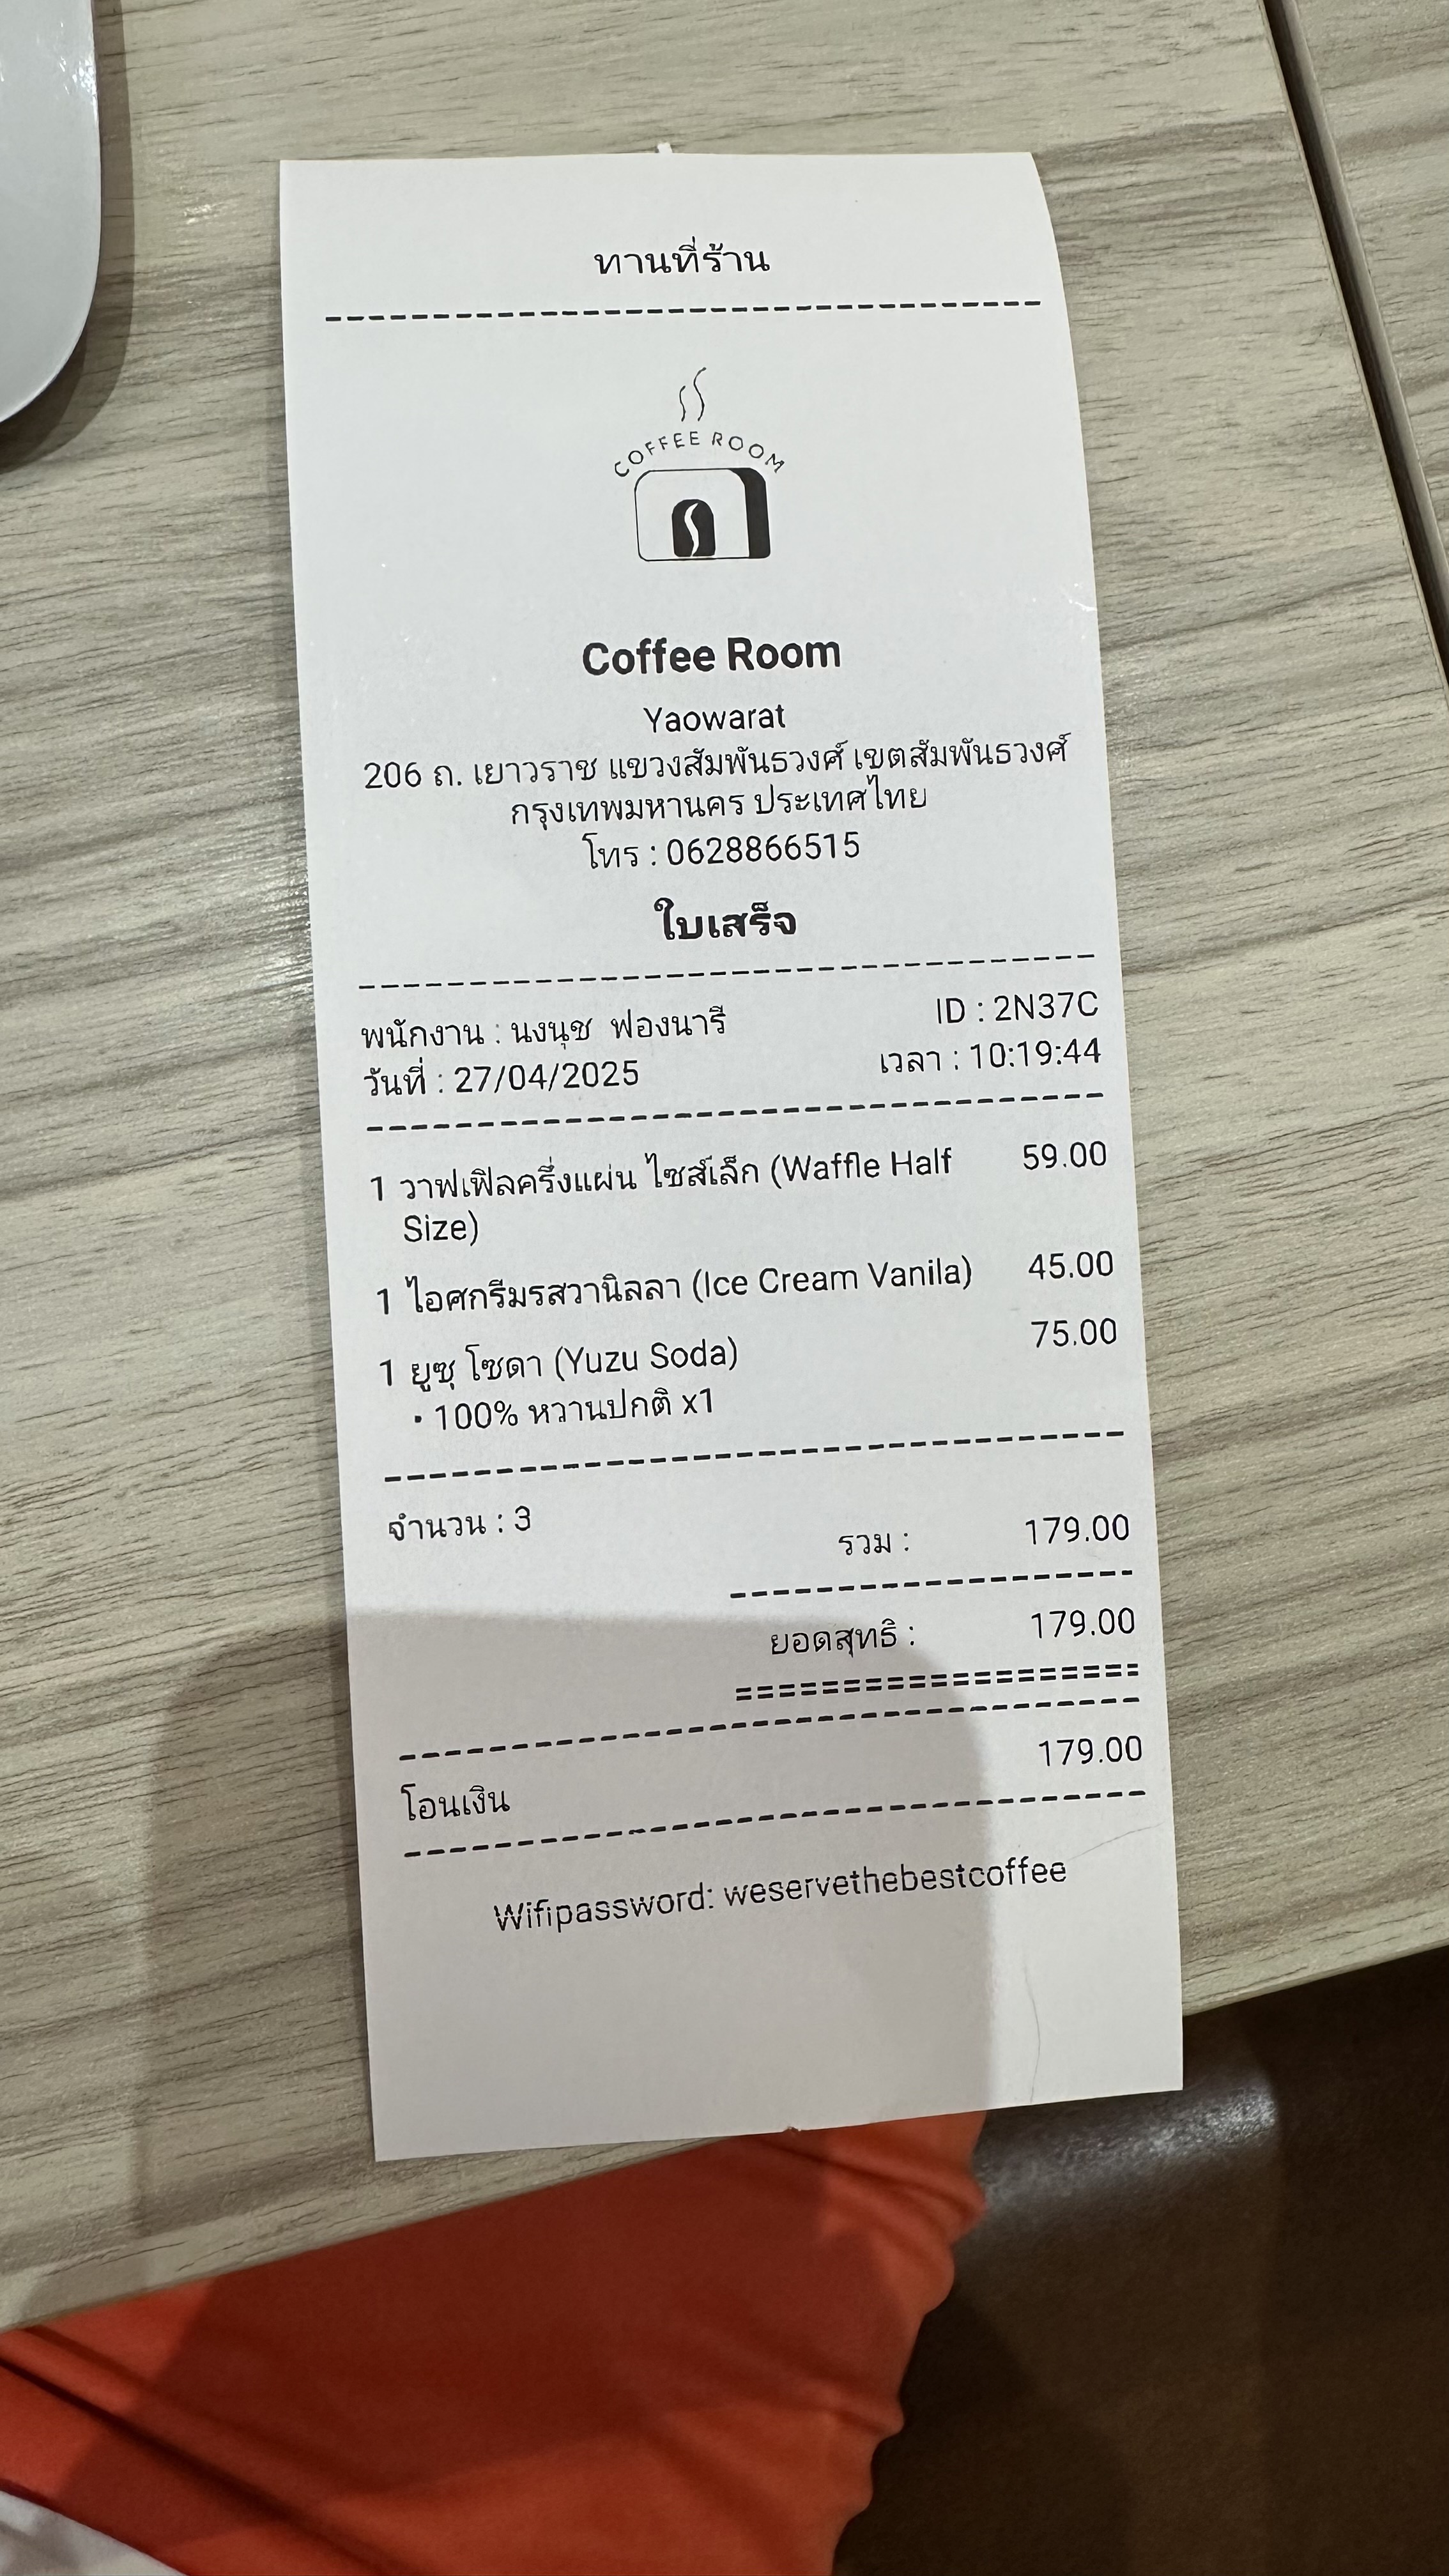 ทานที่ร้าน
COFFEE ROOM
Coffee Room
Yaowarat
206 ถ. เยาวราช แขวงสัมพันธวงศ์ เขตสัมพันธวงศ์
กรุงเทพมหานคร ประเทศไทย
โทร : 0628866515
ใบเสร็จ
พนักงาน : นงนุช ฟองนารี ID : 2N37C
วันที่ : 27/04/2025 เวลา : 10:19:44
1 วาฟเฟิลครึ่งแผ่น ไซส์เล็ก (Waffle Half 59.00
Size)
1 ไอศกรีมรสวานิลลา (Ice Cream Vanila) 45.00
1 ยูซุ โซดา (Yuzu Soda) 75.00
• 100% หวานปกติ x1
จำนวน : 3 รวม : 179.00
ยอดสุทธิ : 179.00
โอนเงิน 179.00
Wifipassword: weservethebestcoffee